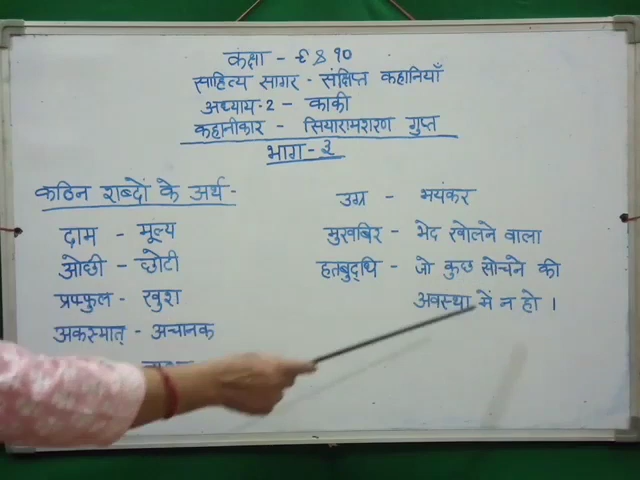 कक्षा - ९ & १०
साहित्य सागर - संक्षिप्त कहानियाँ
अध्याय-2 - काकी
कहानीकार - सियारामशरण गुप्त
भाग - २
कठिन शब्दों के अर्थ -
दाम - मूल्य
ओछी - छोटी
प्रफ्फुल - खुश
अकस्मात् - अचानक
उग्र - भयंकर
मुखबिर - भेद खोलने वाला
हतबुद्धि - जो कुछ सोचने की
अवस्था में न हो ।